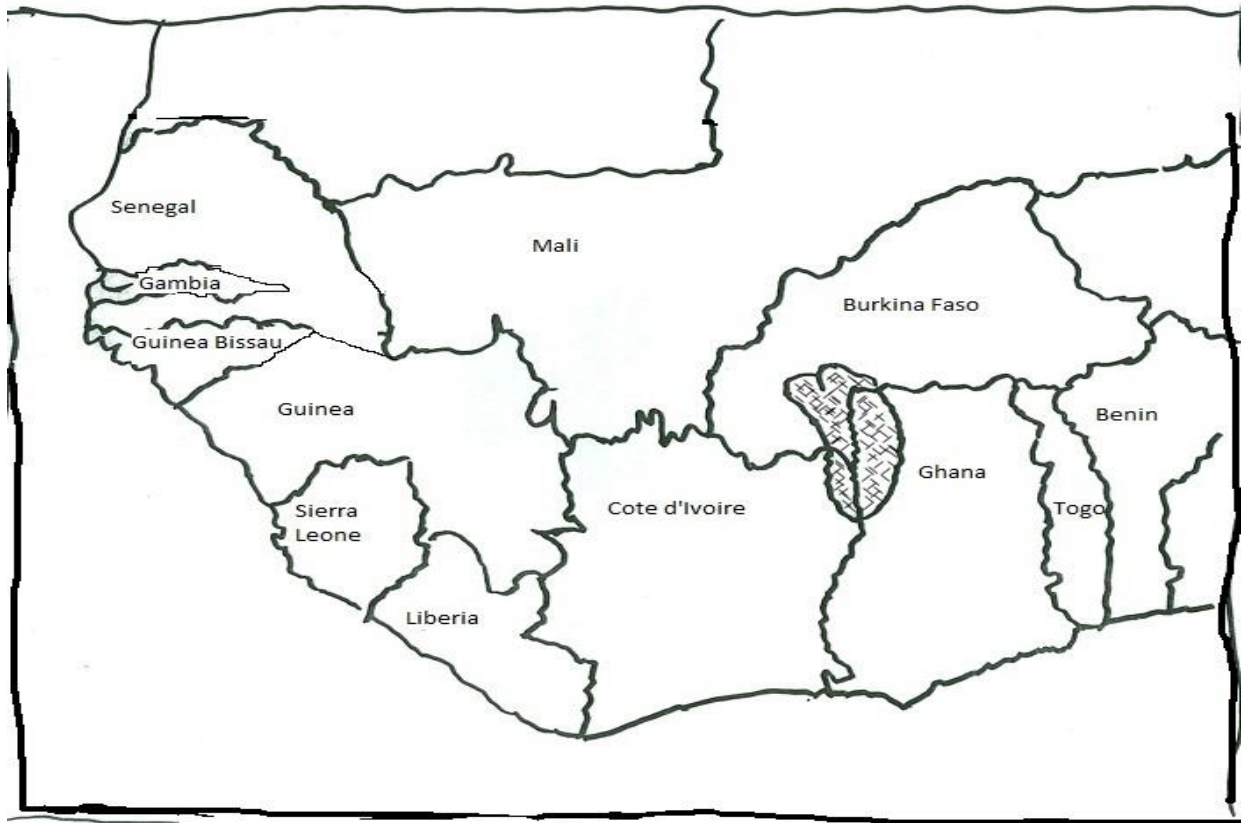 Senegal
Mali
Gambia
Burkina Faso
Guinea Bissau
Guinea
Benin
Ghana
Sierra
Leone
Cote d'Ivoire
Togo
Liberia